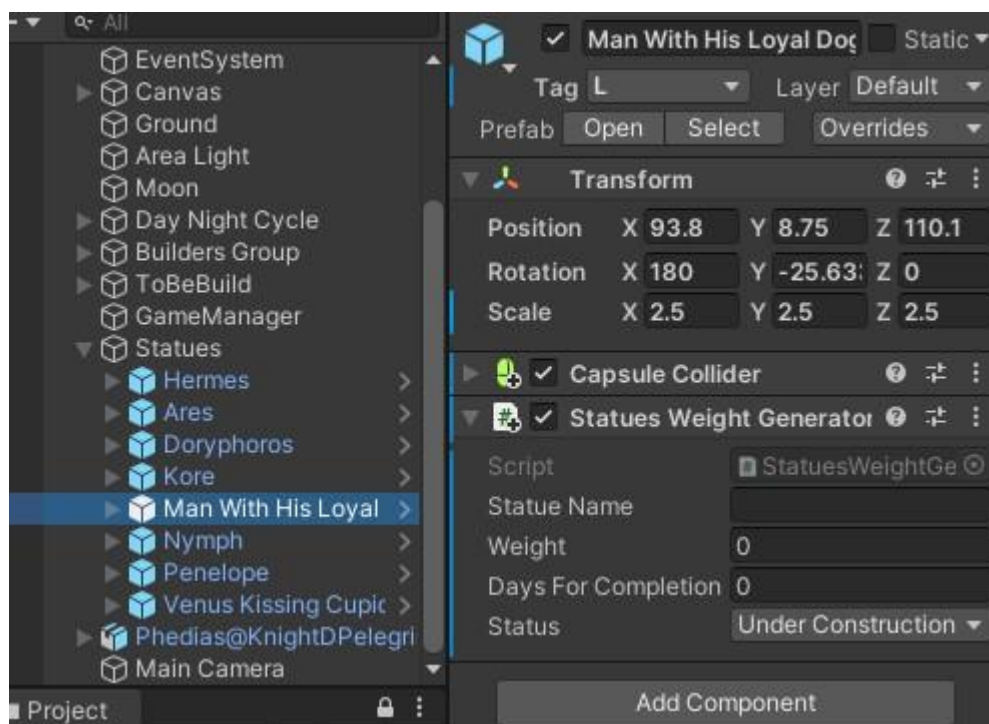 All
EventSystem
Canvas
Ground
Area Light
Moon
Day Night Cycle
Builders Group
ToBeBuild
GameManager
Statues
Hermes
Ares
Doryphoros
Kore
Man With His Loyal
Nymph
Penelope
Venus Kissing Cupic
Phedias@KnightDPelegri
Main Camera
Project
Man With His Loyal Dog Static
Tag L Layer Default
Prefab Open Select Overrides
Transform
Position X 93.8 Y 8.75 Z 110.1
Rotation X 180 Y -25.63 Z 0
Scale X 2.5 Y 2.5 Z 2.5
Capsule Collider
# Statues Weight Generator
Script StatuesWeightGe
Statue Name
Weight 0
Days For Completion 0
Status Under Construction
Add Component